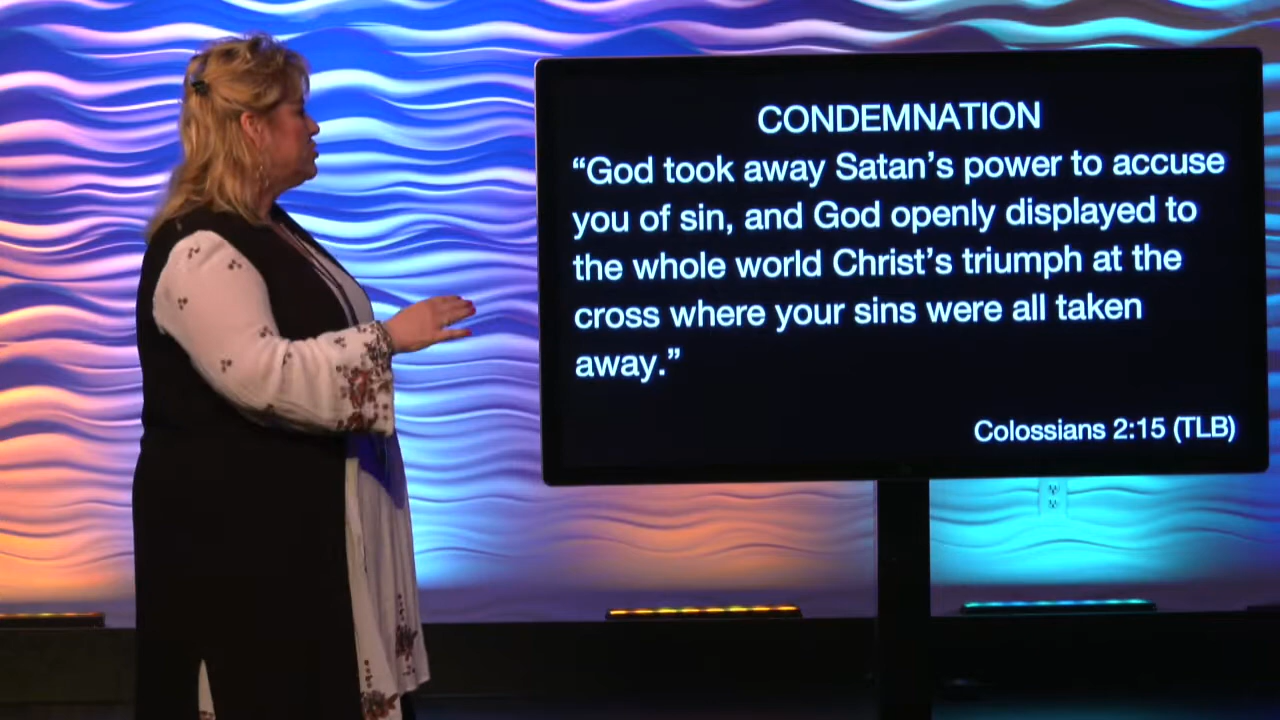 CONDEMNATION
“God took away Satan’s power to accuse
you of sin, and God openly displayed to
the whole world Christ’s triumph at the
cross where your sins were all taken
away.”
Colossians 2:15 (TLB)